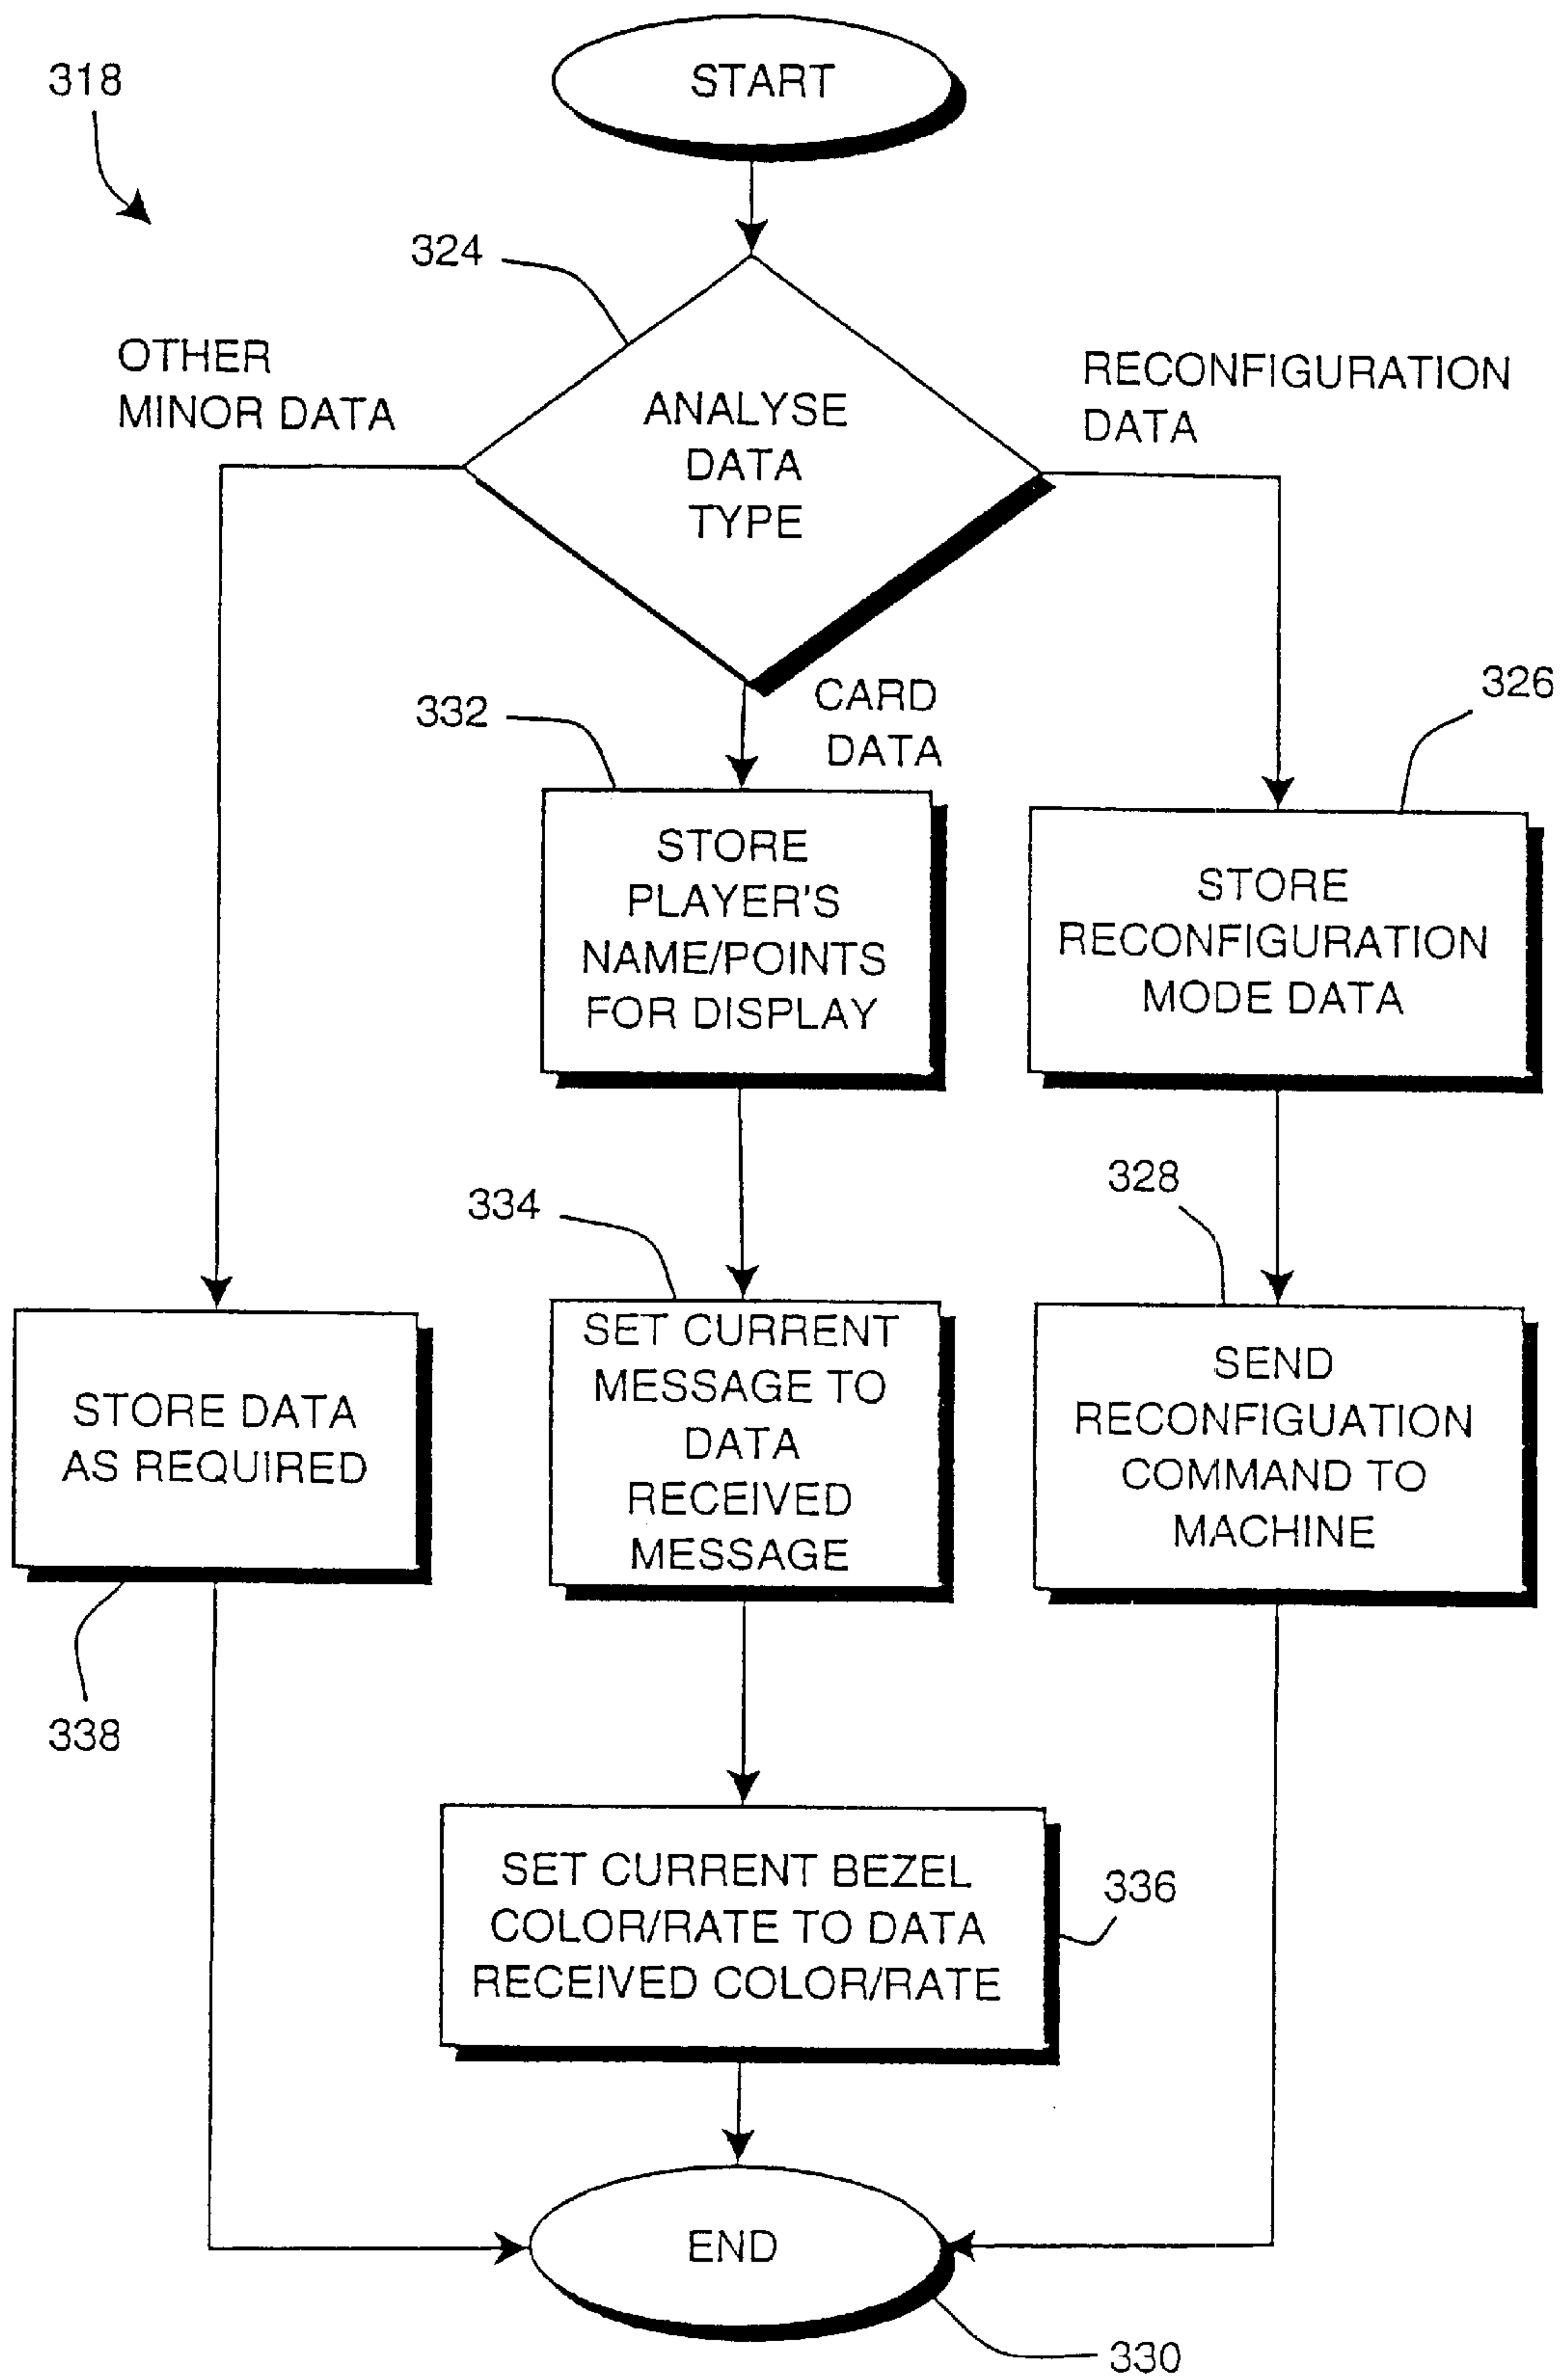 318
START
324
OTHER
MINOR DATA
ANALYSE
DATA
TYPE
RECONFIGURATION
DATA
332
CARD
DATA
326
STORE
PLAYER'S
NAME/POINTS
FOR DISPLAY
STORE
RECONFIGURATION
MODE DATA
334
328
STORE DATA
AS REQUIRED
SET CURRENT
MESSAGE TO
DATA
RECEIVED
MESSAGE
SEND
RECONFIGUATION
COMMAND TO
MACHINE
338
SET CURRENT BEZEL
COLOR/RATE TO DATA
RECEIVED COLOR/RATE
336
END
330